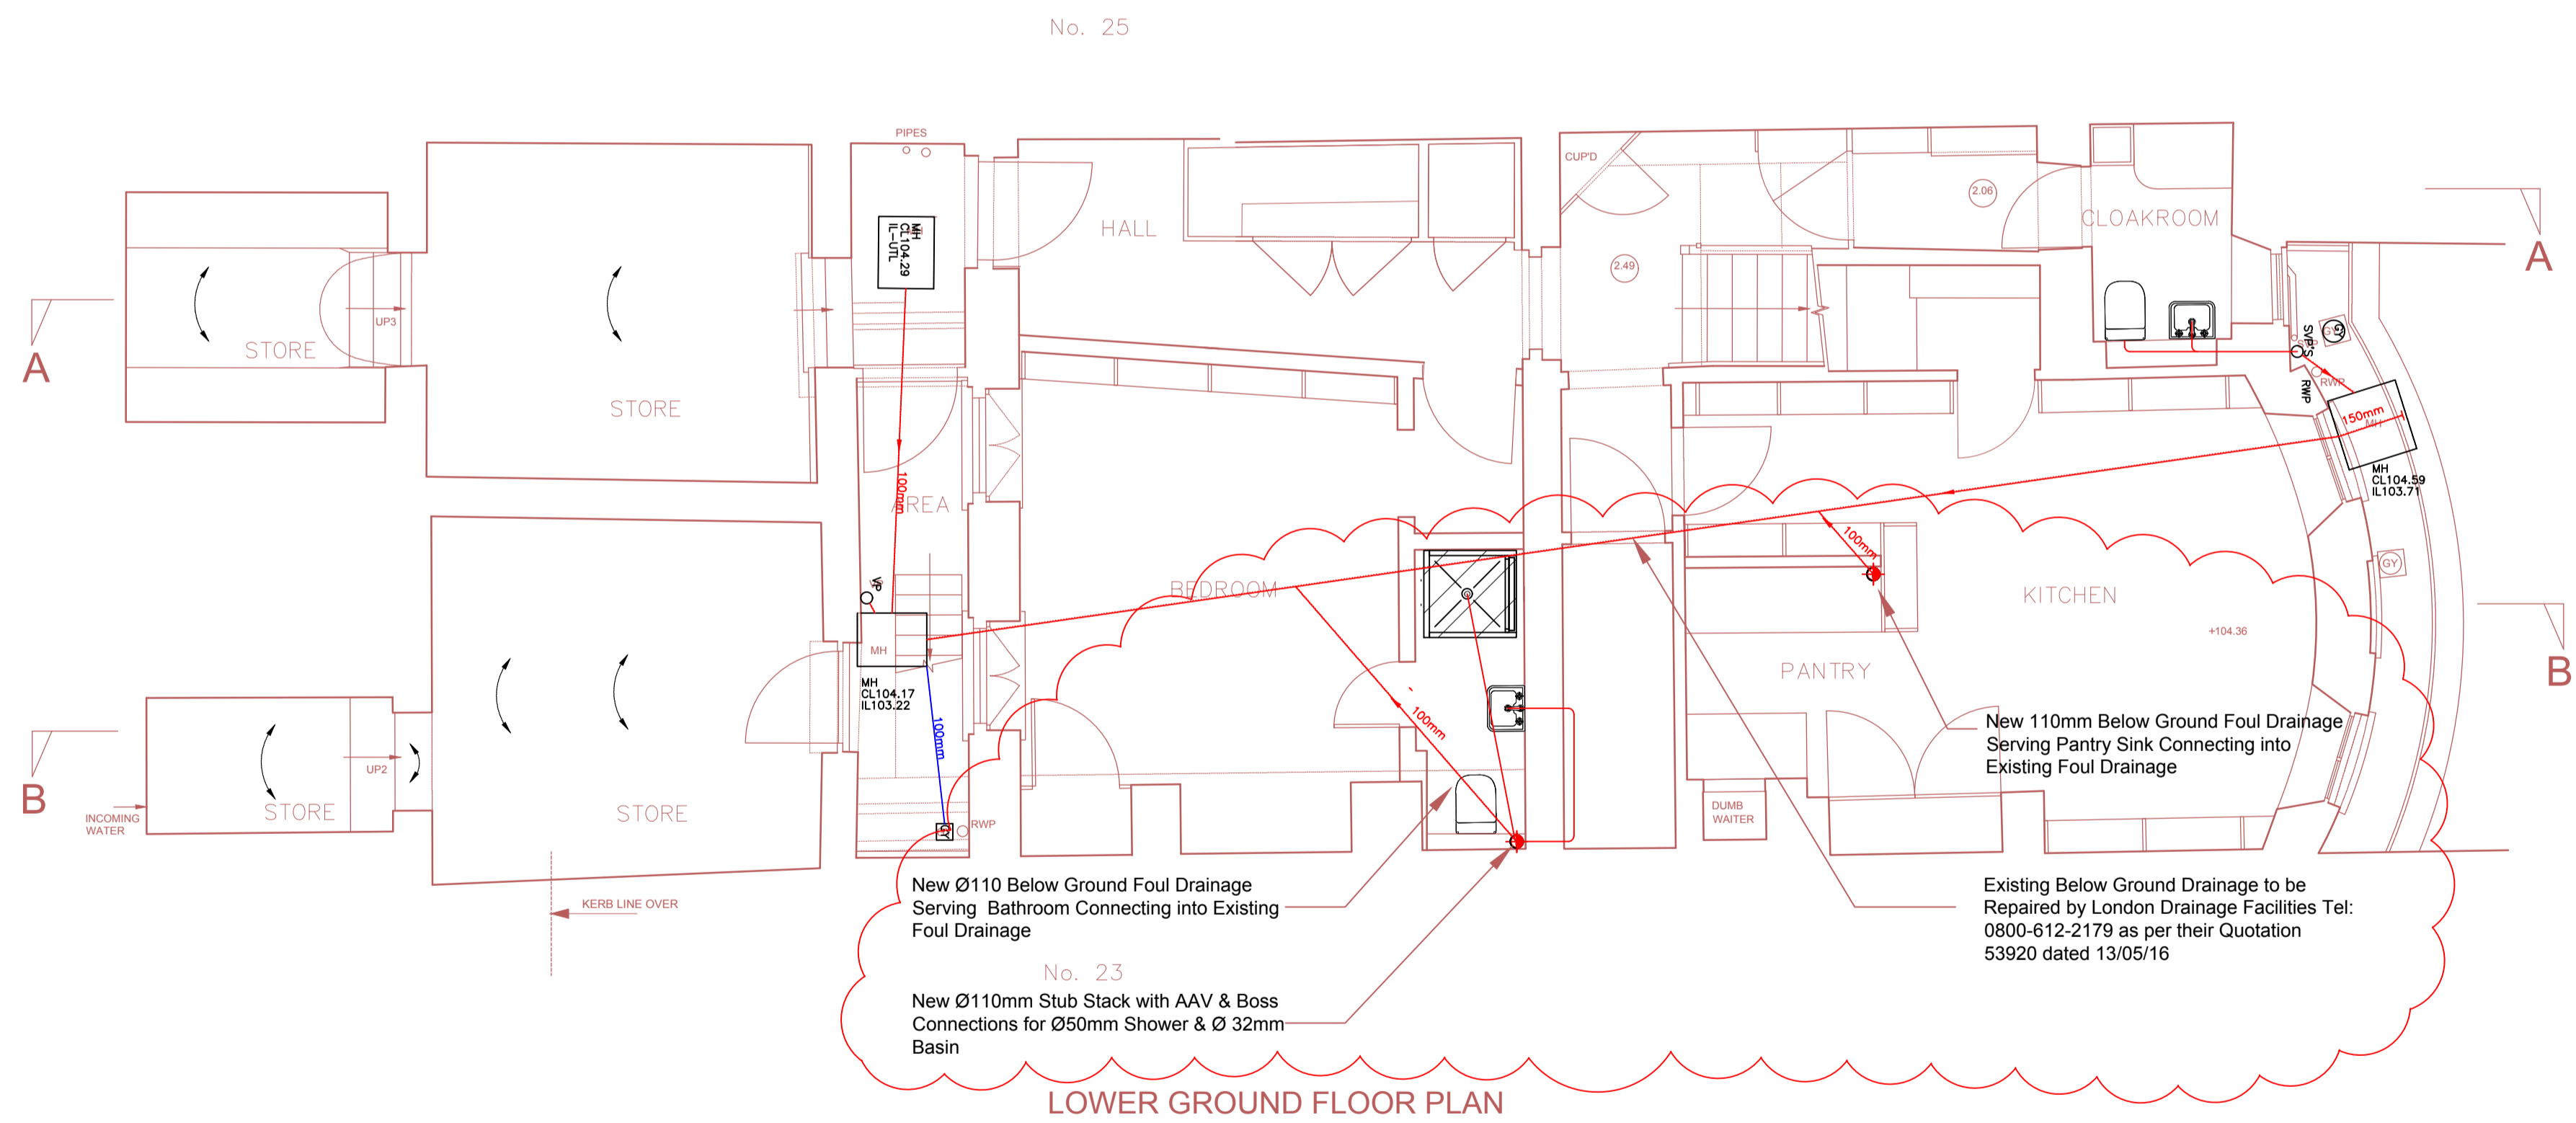 No. 25
PIPES
CUP'D
2.06
2.49
HALL
CLOAKROOM
MH
CL104.29
IL-UTL
A
A
UP3
STORE
STORE
GY
SVP'S
RWP
RWP
150mm
MH
MH
CL104.59
IL103.71
100mm
AREA
100mm
BEDROOM
KITCHEN
GY
+104.36
VP
MH
MH
CL104.17
IL103.22
PANTRY
B
B
100mm
100mm
New 110mm Below Ground Foul Drainage
Serving Pantry Sink Connecting into
Existing Foul Drainage
UP2
STORE
STORE
INCOMING
WATER
DUMB
WAITER
GY
RWP
KERB LINE OVER
New Ø110 Below Ground Foul Drainage
Serving Bathroom Connecting into Existing
Foul Drainage
Existing Below Ground Drainage to be
Repaired by London Drainage Facilities Tel:
0800-612-2179 as per their Quotation
53920 dated 13/05/16
No. 23
New Ø110mm Stub Stack with AAV & Boss
Connections for Ø50mm Shower & Ø 32mm
Basin
LOWER GROUND FLOOR PLAN